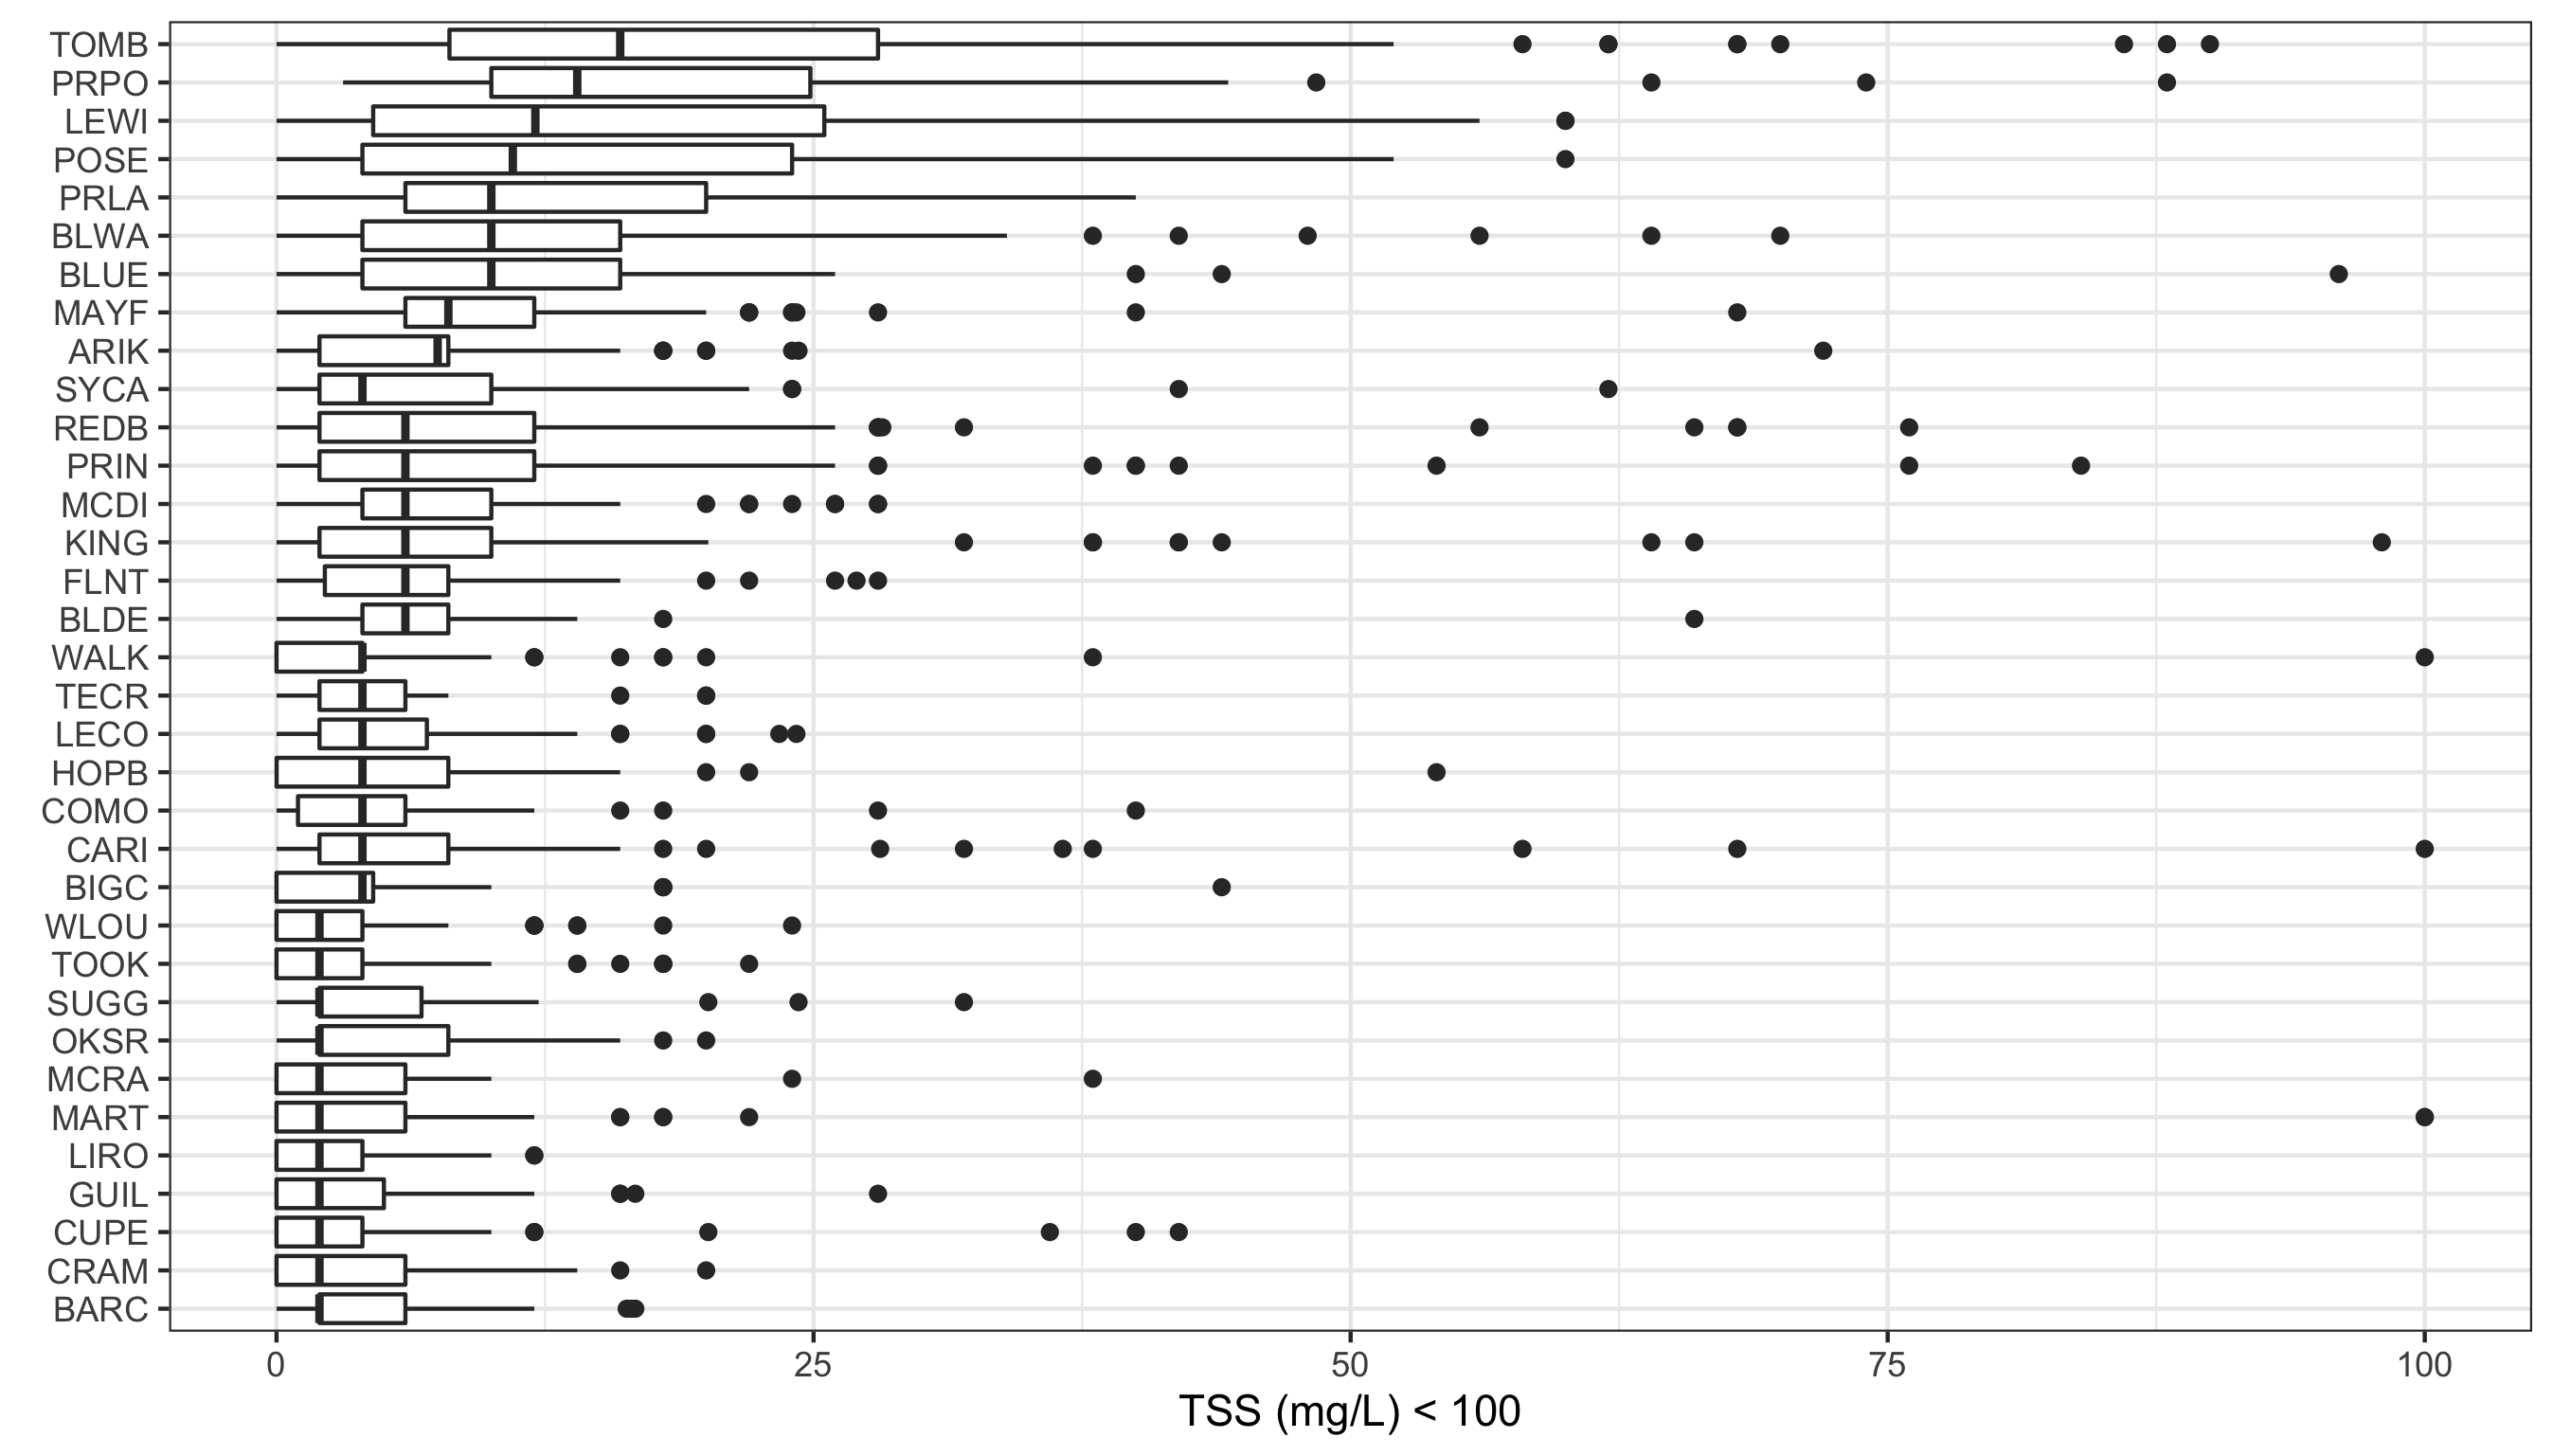 TOMB
PRPO
LEWI
POSE
PRLA
BLWA
BLUE
MAYF
ARIK
SYCA
REDB
PRIN
MCDI
KING
FLNT
BLDE
WALK
TECR
LECO
HOPB
COMO
CARI
BIGC
WLOU
TOOK
SUGG
OKSR
MCRA
MART
LIRO
GUIL
CUPE
CRAM
BARC
0 25 50 75 100
TSS (mg/L) < 100